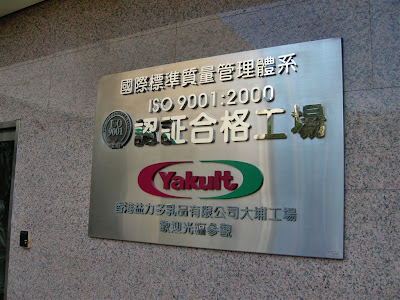 國際標準質量管理體系
ISO 9001:2000
ISO
9001
認証合格工場
Yakult
香港益力多乳品有限公司大埔工場
歡迎光臨參觀